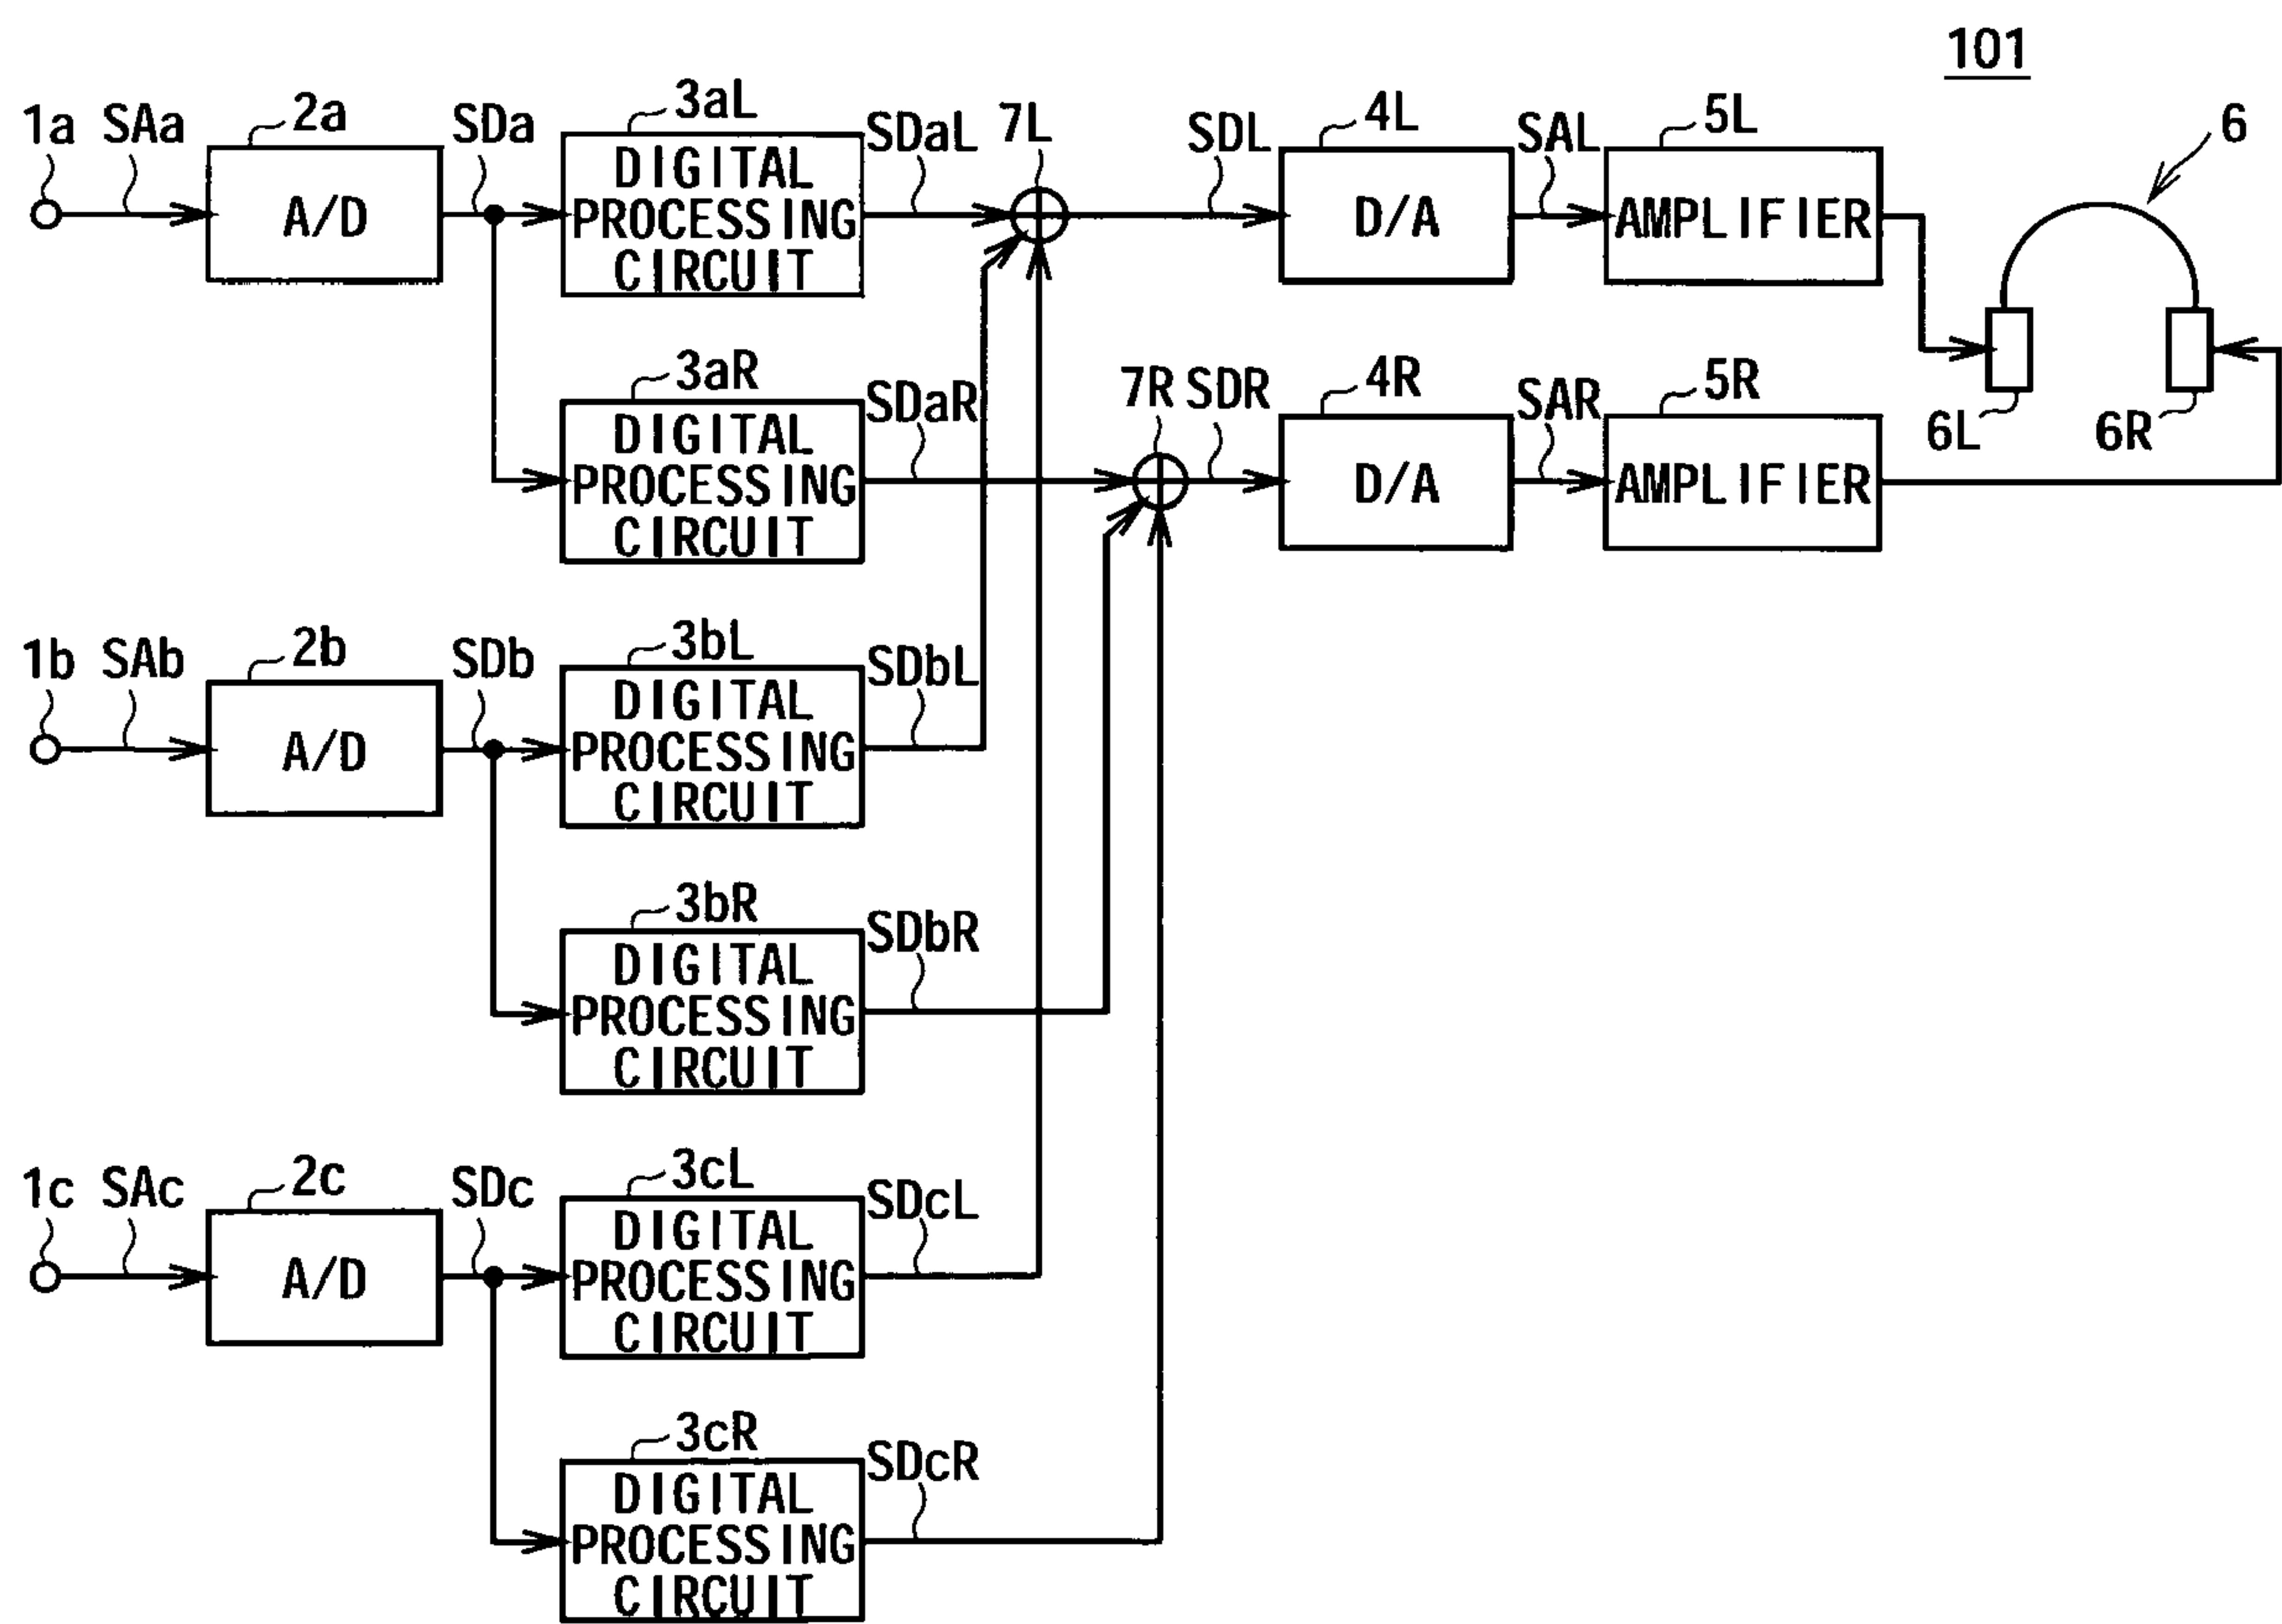 101
1a SAa 2a SDa 3aL SDaL 7L SDL 4L SAL 5L 6
A/D
DIGITAL
PROCESSING
CIRCUIT
D/A
AMPLIFIER
3aR SDaR 7R SDR 4R SAR 5R 6L 6R
DIGITAL
PROCESSING
CIRCUIT
D/A
AMPLIFIER
1b SAb 2b SDb 3bL SDbL
A/D
DIGITAL
PROCESSING
CIRCUIT
3bR SDbR
DIGITAL
PROCESSING
CIRCUIT
1c SAc 2c SDc 3cL SDcL
A/D
DIGITAL
PROCESSING
CIRCUIT
3cR SDcR
DIGITAL
PROCESSING
CIRCUIT